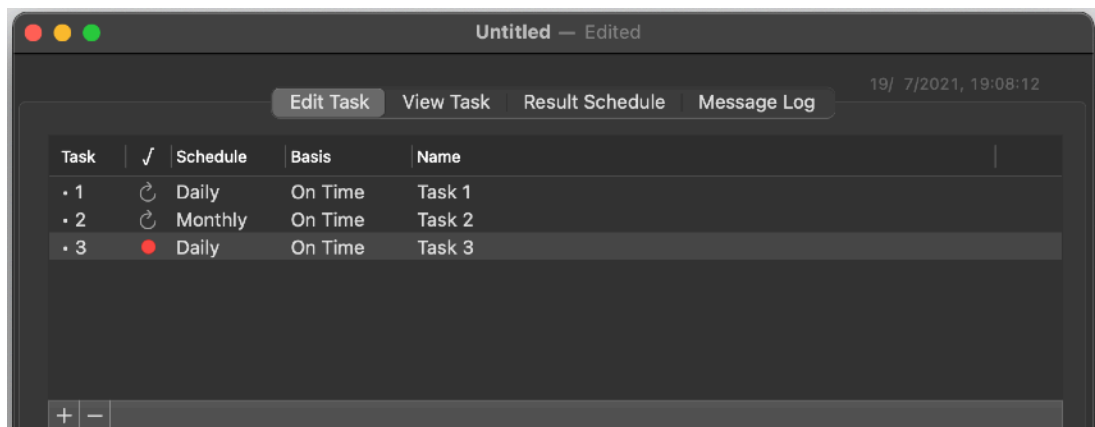 Untitled — Edited
19/ 7/2021, 19:08:12
Edit Task View Task Result Schedule Message Log
Task √ Schedule Basis Name
• 1 Daily On Time Task 1
• 2 Monthly On Time Task 2
• 3 Daily On Time Task 3
+ −